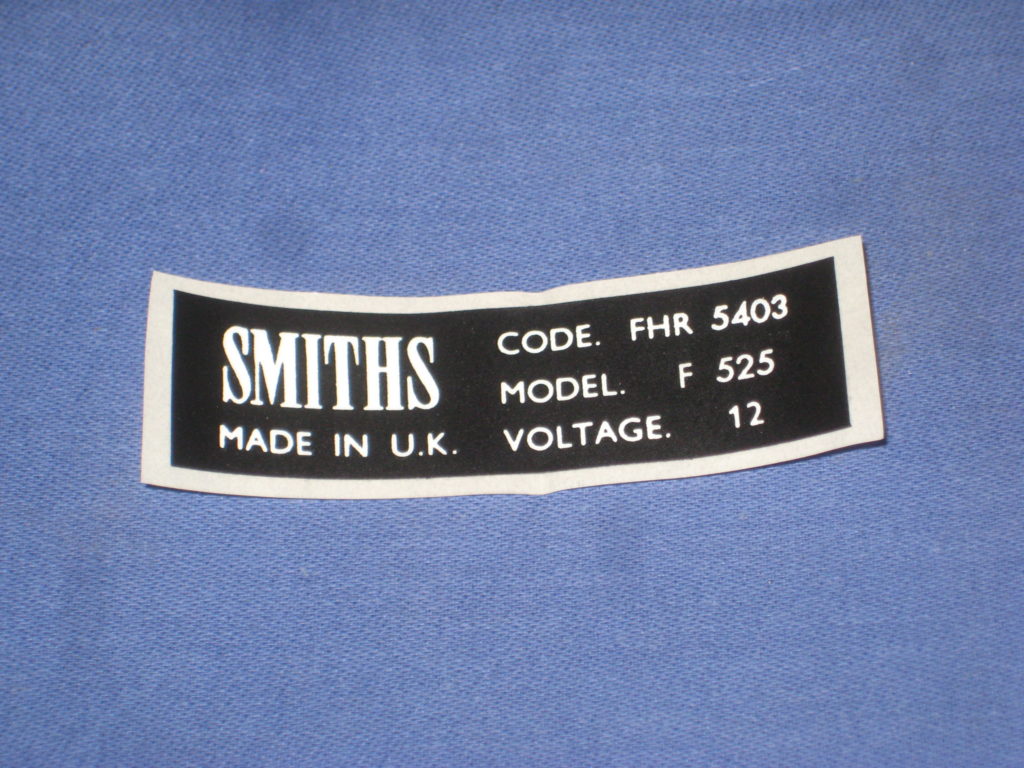 SMITHS
MADE IN U.K.
CODE. FHR 5403
MODEL. F 525
VOLTAGE. 12